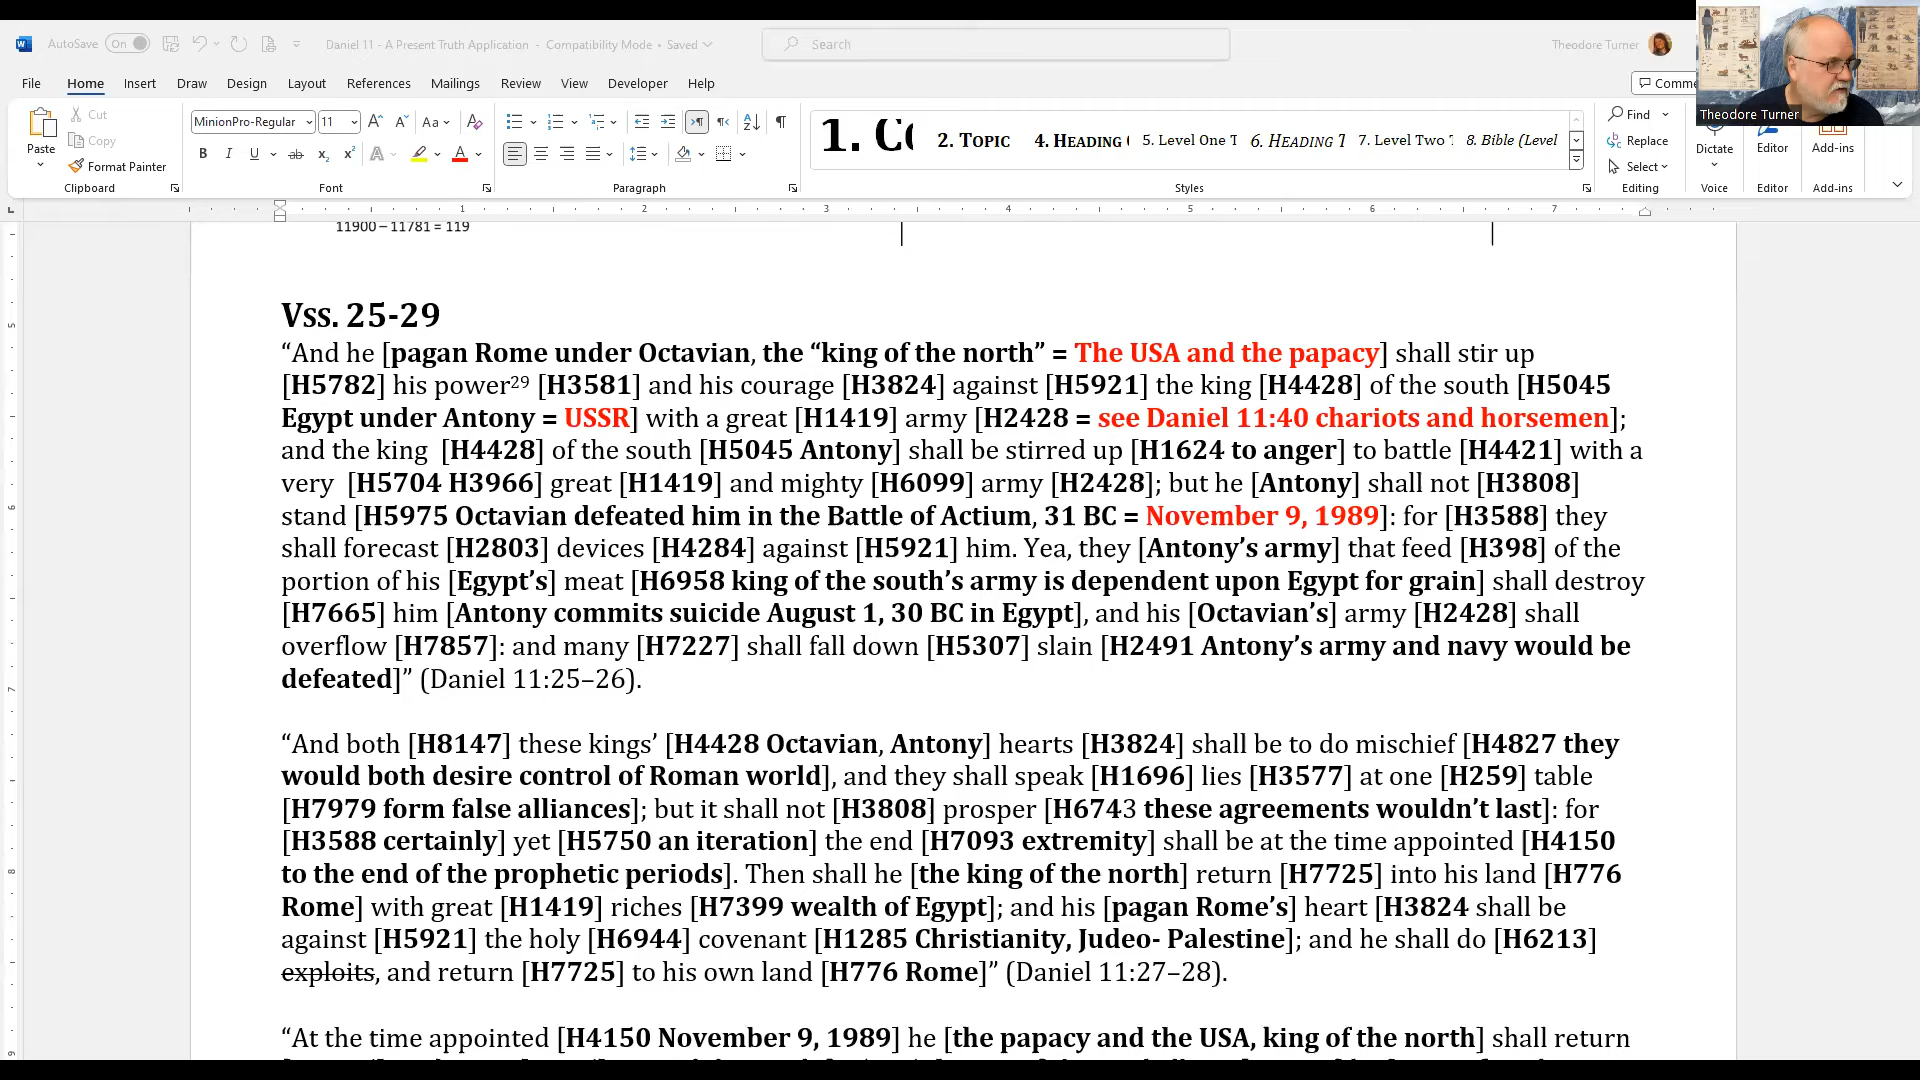 AutoSave On
Daniel 11 - A Present Truth Application - Compatibility Mode • Saved
Search
Theodore Turner
File Home Insert Draw Design Layout References Mailings Review View Developer Help
Comme
Theodore Turner
Paste
Cut
Copy
Format Painter
MinionPro-Regular 11
1. Co
2. Topic
4. Heading (
5. Level One T
6. Heading T
7. Level Two T
8. Bible (Level
Find
Replace
Select
Dictate
Editor
Add-ins
Clipboard Font Paragraph Styles Editing Voice Editor Add-ins
1 2 3 4 5 6 7
11900 – 11781 = 119
Vss. 25-29
“And he [pagan Rome under Octavian, the “king of the north” = The USA and the papacy] shall stir up
[H5782] his power29 [H3581] and his courage [H3824] against [H5921] the king [H4428] of the south [H5045
Egypt under Antony = USSR] with a great [H1419] army [H2428 = see Daniel 11:40 chariots and horsemen];
and the king [H4428] of the south [H5045 Antony] shall be stirred up [H1624 to anger] to battle [H4421] with a
very [H5704 H3966] great [H1419] and mighty [H6099] army [H2428]; but he [Antony] shall not [H3808]
stand [H5975 Octavian defeated him in the Battle of Actium, 31 BC = November 9, 1989]: for [H3588] they
shall forecast [H2803] devices [H4284] against [H5921] him. Yea, they [Antony’s army] that feed [H398] of the
portion of his [Egypt’s] meat [H6958 king of the south’s army is dependent upon Egypt for grain] shall destroy
[H7665] him [Antony commits suicide August 1, 30 BC in Egypt], and his [Octavian’s] army [H2428] shall
overflow [H7857]: and many [H7227] shall fall down [H5307] slain [H2491 Antony’s army and navy would be
defeated]” (Daniel 11:25–26).
“And both [H8147] these kings’ [H4428 Octavian, Antony] hearts [H3824] shall be to do mischief [H4827 they
would both desire control of Roman world], and they shall speak [H1696] lies [H3577] at one [H259] table
[H7979 form false alliances]; but it shall not [H3808] prosper [H6743 these agreements wouldn’t last]: for
[H3588 certainly] yet [H5750 an iteration] the end [H7093 extremity] shall be at the time appointed [H4150
to the end of the prophetic periods]. Then shall he [the king of the north] return [H7725] into his land [H776
Rome] with great [H1419] riches [H7399 wealth of Egypt]; and his [pagan Rome’s] heart [H3824 shall be
against [H5921] the holy [H6944] covenant [H1285 Christianity, Judeo- Palestine]; and he shall do [H6213]
exploits, and return [H7725] to his own land [H776 Rome]” (Daniel 11:27–28).
“At the time appointed [H4150 November 9, 1989] he [the papacy and the USA, king of the north] shall return